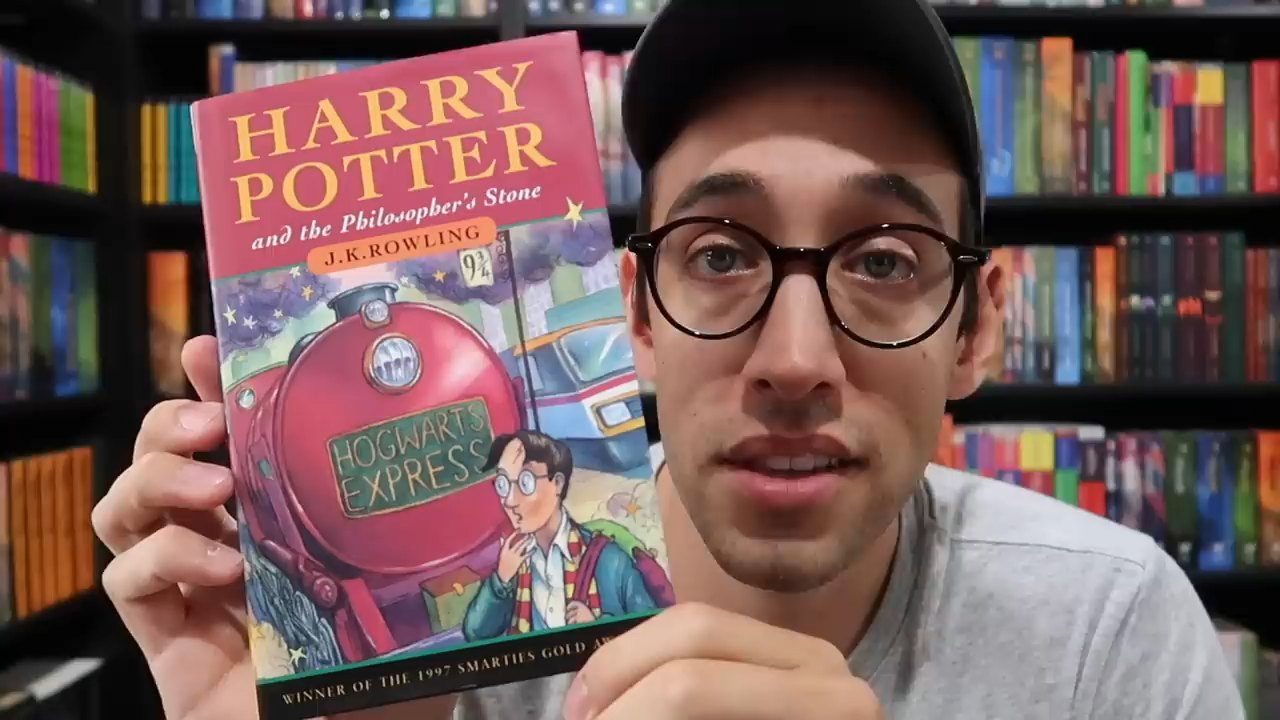 HARRY
POTTER
and the Philosopher's Stone
J.K.ROWLING
9¾
HOGWARTS
EXPRESS
WINNER OF THE 1997 SMARTIES GOLD